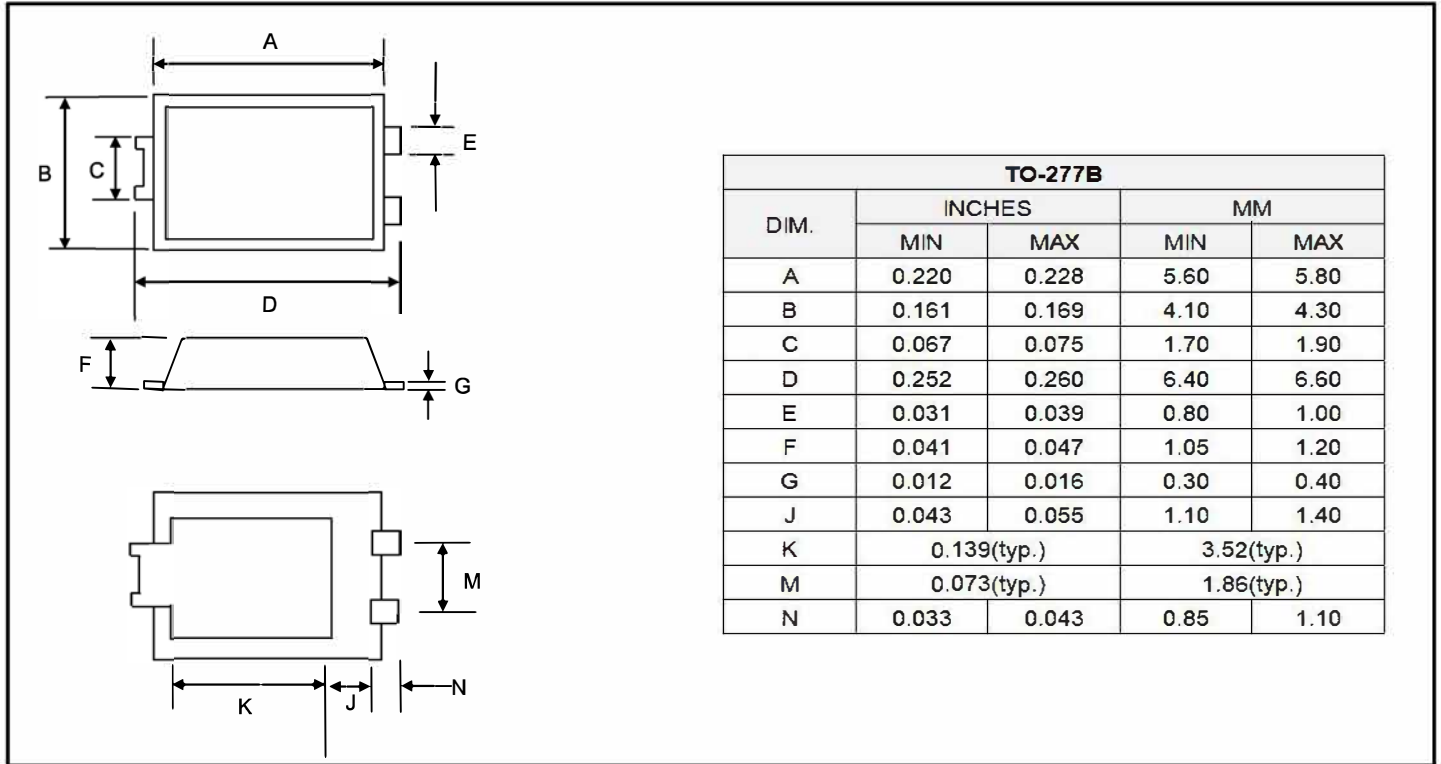 A
B
C
E
D
F
G
M
K
J
N
TO-277B
DIM. INCHES MM
MIN MAX MIN MAX
A 0.220 0.228 5.60 5.80
B 0.161 0.169 4.10 4.30
C 0.067 0.075 1.70 1.90
D 0.252 0.260 6.40 6.60
E 0.031 0.039 0.80 1.00
F 0.041 0.047 1.05 1.20
G 0.012 0.016 0.30 0.40
J 0.043 0.055 1.10 1.40
K 0.139(typ.) 3.52(typ.)
M 0.073(typ.) 1.86(typ.)
N 0.033 0.043 0.85 1.10